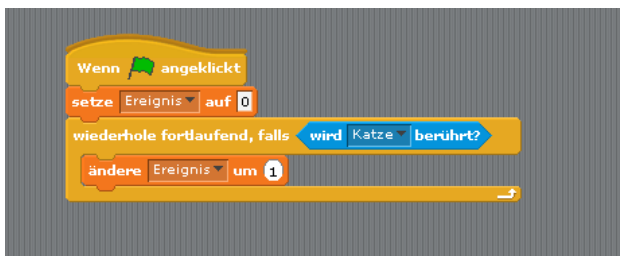 Wenn angeklickt
setze Ereignis auf 0
wiederhole fortlaufend, falls wird Katze berührt?
ändere Ereignis um 1